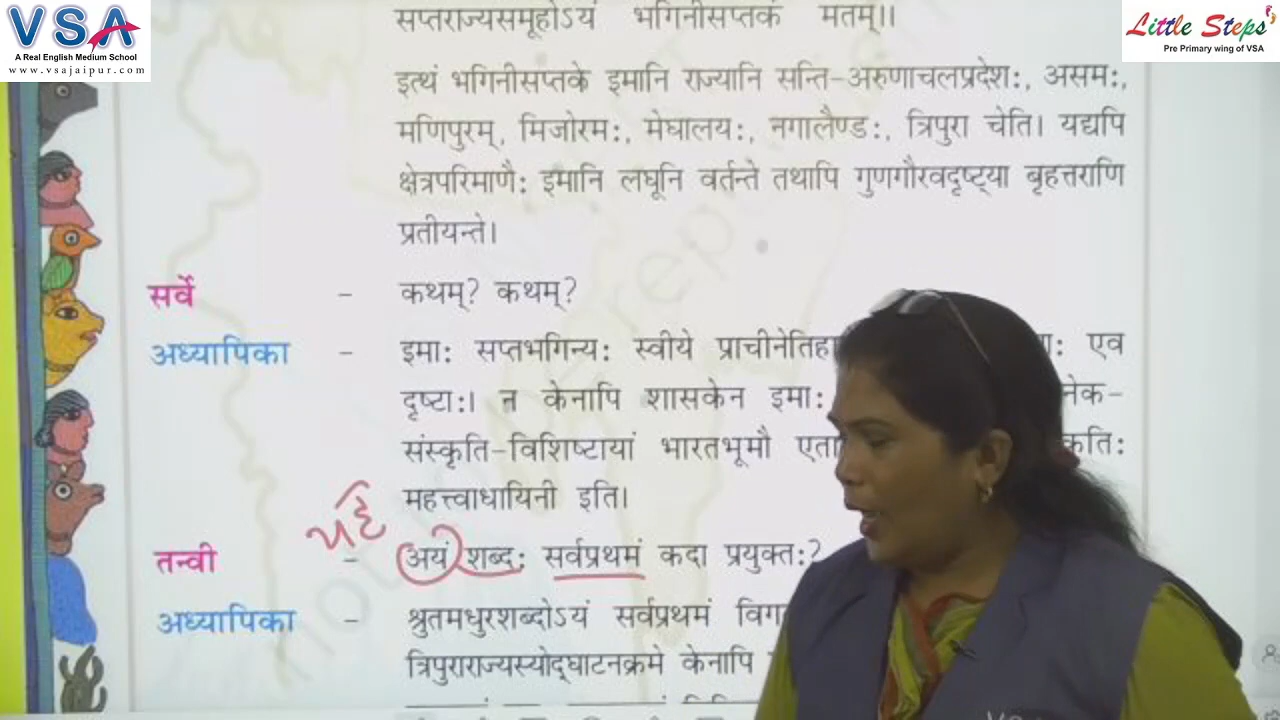 VSA
A Real English Medium School
www.vsajaipur.com
Little Steps
Pre Primary wing of VSA
सप्तराज्यसमूहोऽयं भगिनीसप्तकं मतम्।।
इत्थं भगिनीसप्तके इमानि राज्यानि सन्ति-अरुणाचलप्रदेशः, असमः,
मणिपुरम्, मिजोरमः, मेघालयः, नगालैण्डः, त्रिपुरा चेति। यद्यपि
क्षेत्रपरिमाणैः इमानि लघूनि वर्तन्ते तथापि गुणगौरवदृष्ट्या बृहत्तराणि
प्रतीयन्ते।
सर्वे - कथम्? कथम्?
अध्यापिका - इमाः सप्तभगिन्यः स्वीये एव
दृष्टाः। न केनापि शासकेन इमाः
संस्कृति-विशिष्टायां भारतभूमौ
महत्त्वाधायिनी इति।
यह
तन्वी - अयं शब्दः सर्वप्रथमं कदा प्रयुक्तः?
अध्यापिका - श्रुतमधुरशब्दोऽयं सर्वप्रथमं
त्रिपुराराज्यस्योद्घाटनक्रमे केनापि